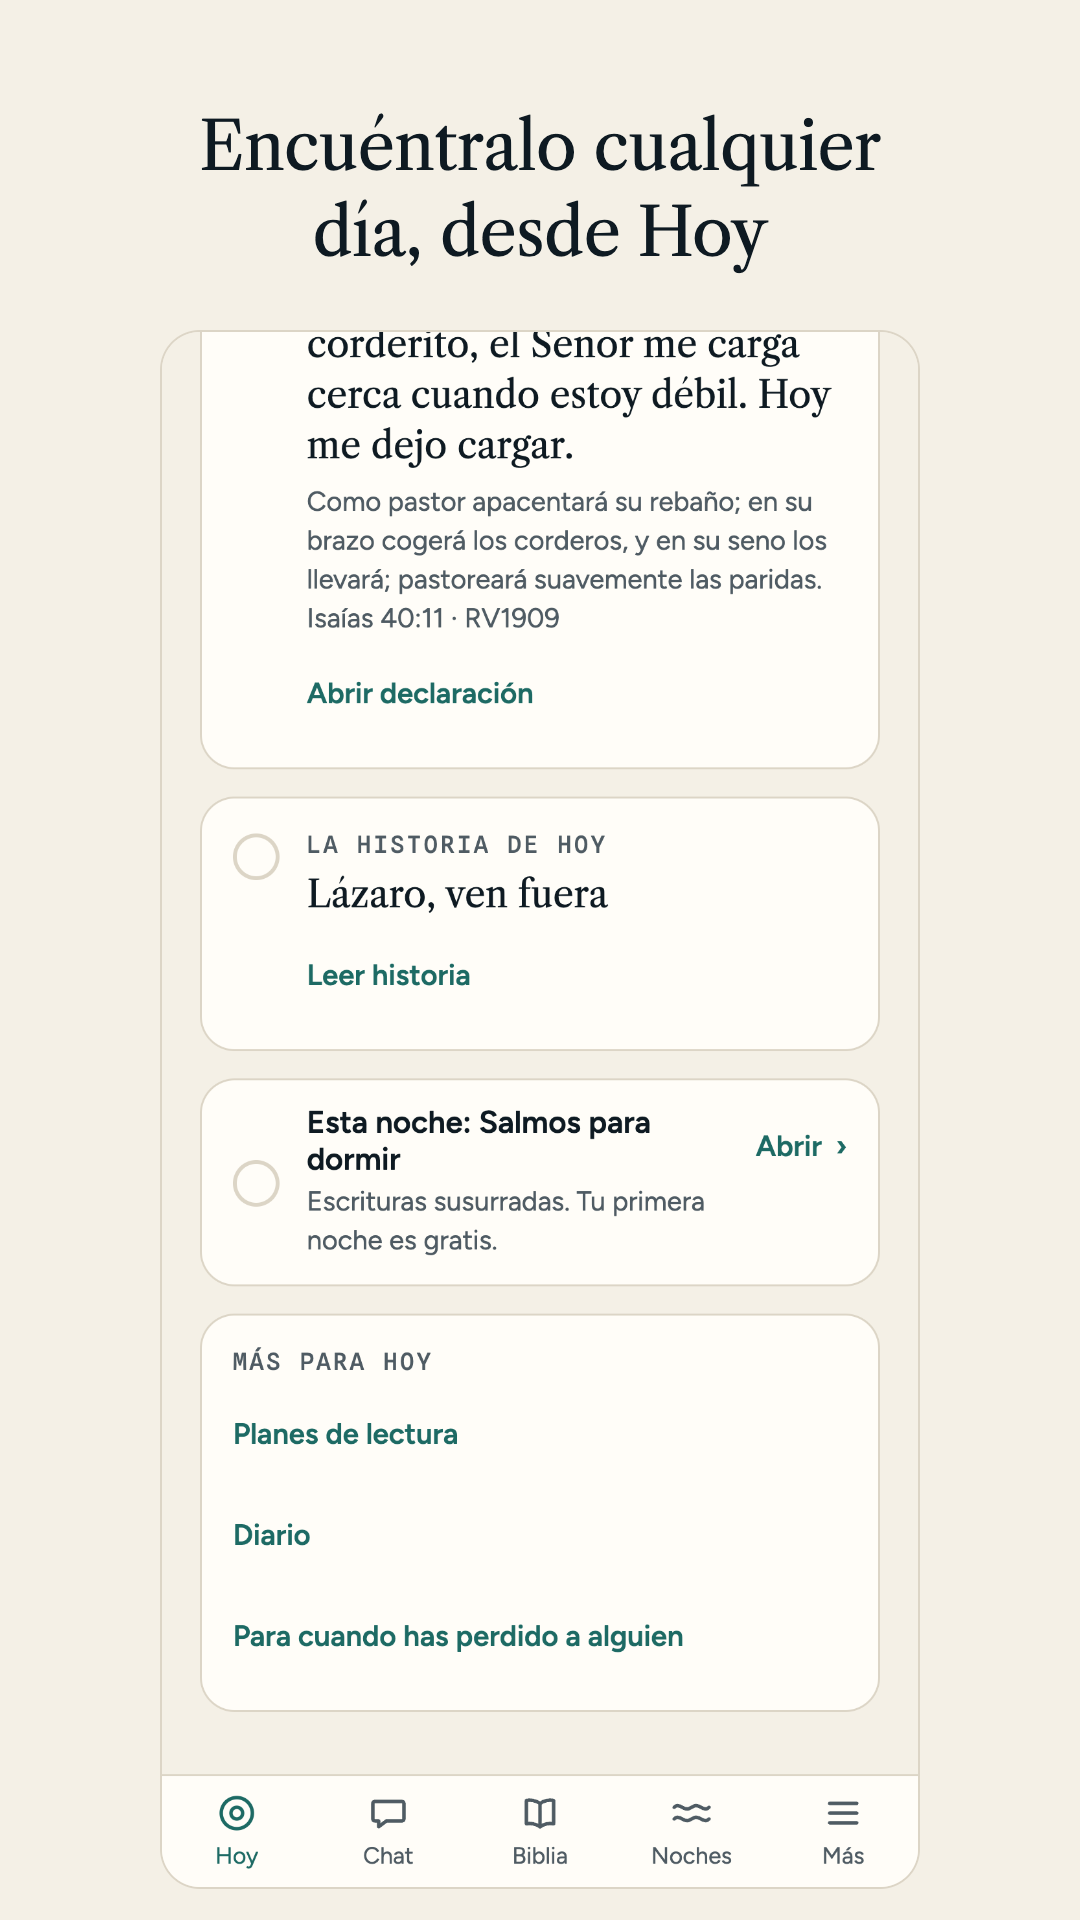 Encuéntralo cualquier
día, desde Hoy
corderito, el Señor me carga
cerca cuando estoy débil. Hoy
me dejo cargar.
Como pastor apacentará su rebaño; en su
brazo cogerá los corderos, y en su seno los
llevará; pastoreará suavemente las paridas.
Isaías 40:11 · RV1909
Abrir declaración
LA HISTORIA DE HOY
Lázaro, ven fuera
Leer historia
Esta noche: Salmos para
dormir
Abrir ›
Escrituras susurradas. Tu primera
noche es gratis.
MÁS PARA HOY
Planes de lectura
Diario
Para cuando has perdido a alguien
Hoy
Chat
Biblia
Noches
Más